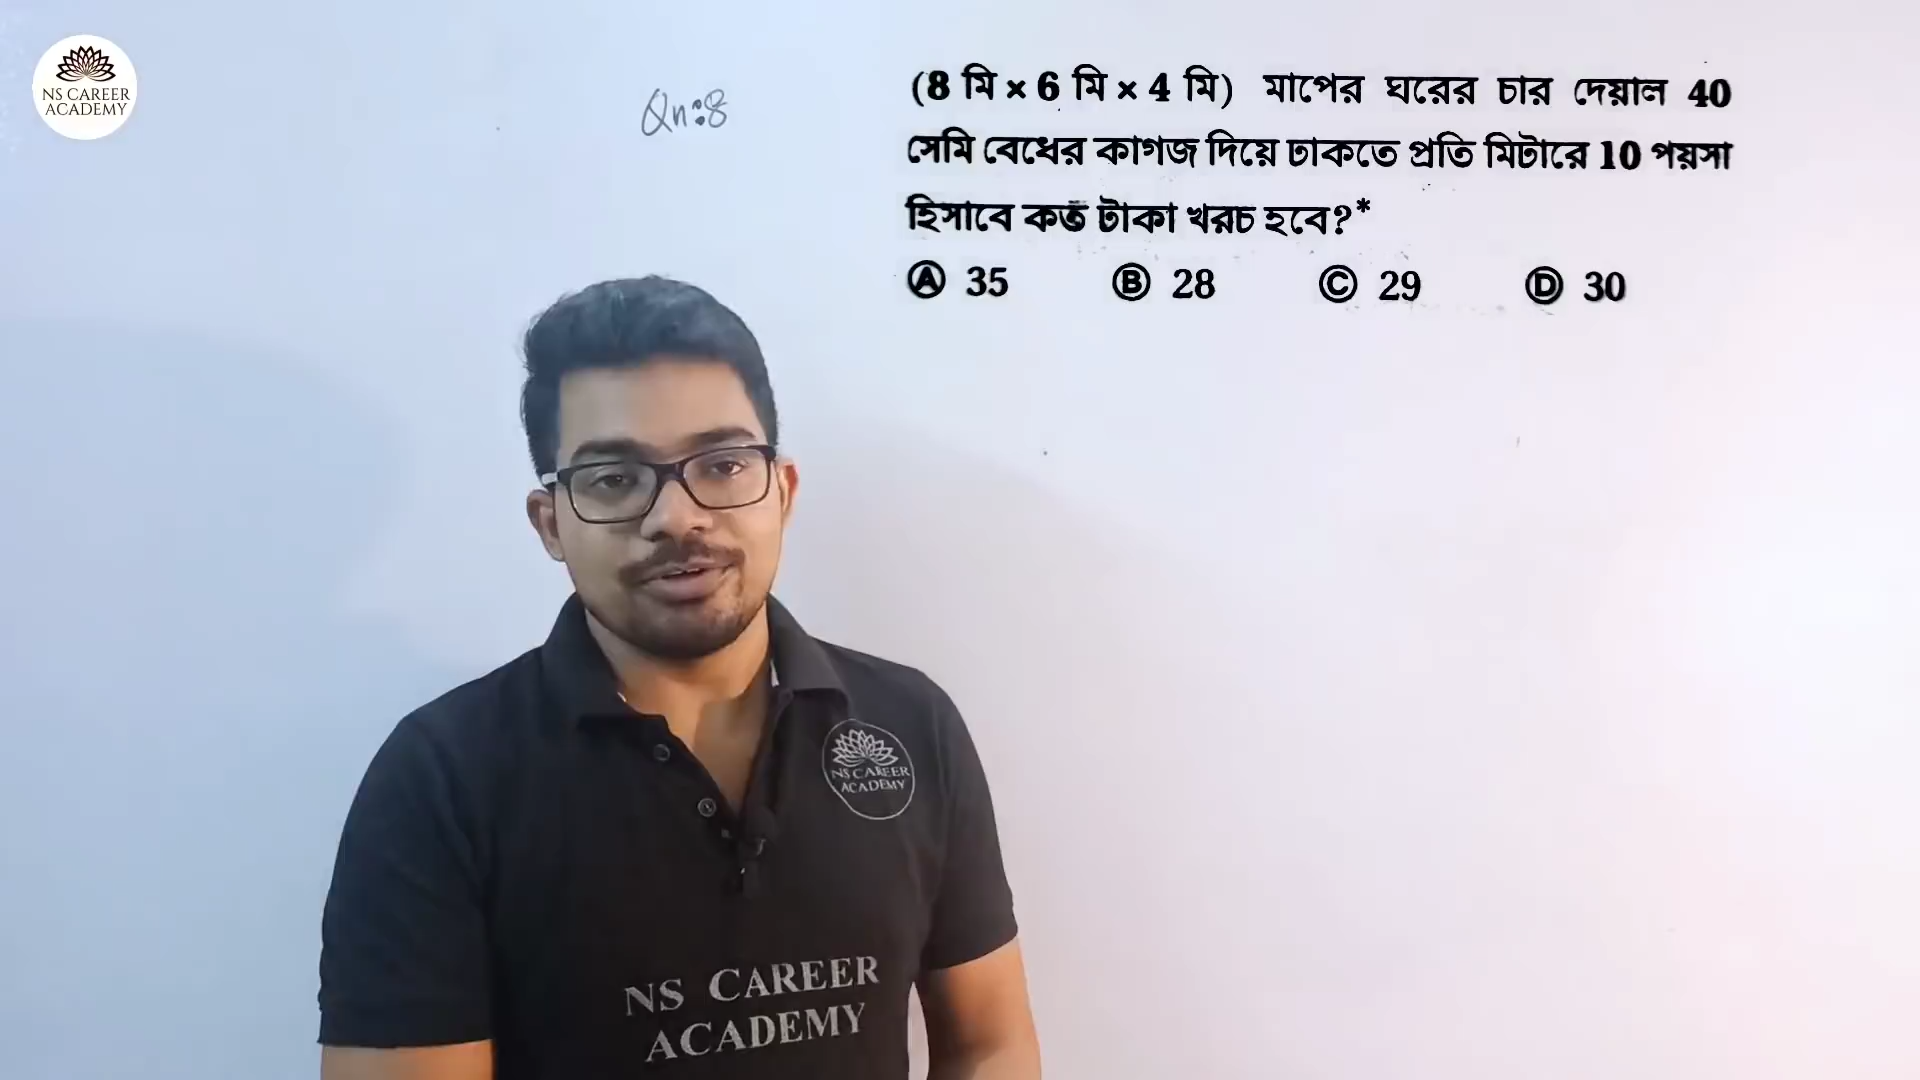 NS CAREER
ACADEMY
Qn:8
(8 মি × 6 মি × 4 মি) মাপের ঘরের চার দেয়াল 40
সেমি বেধের কাগজ দিয়ে ঢাকতে প্রতি মিটারে 10 পয়সা
হিসাবে কত টাকা খরচ হবে?*
Ⓐ 35 Ⓑ 28 Ⓒ 29 Ⓓ 30
NS CAREER
ACADEMY
NS CAREER
ACADEMY